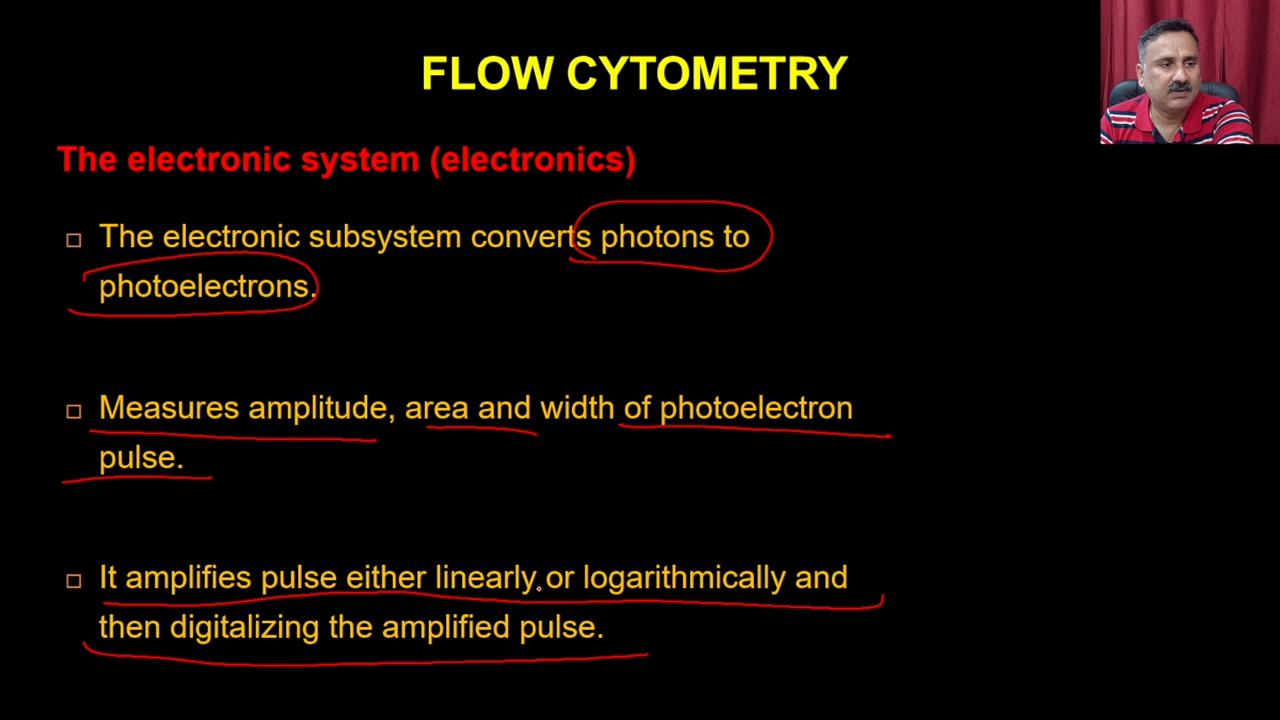 FLOW CYTOMETRY
The electronic system (electronics)
The electronic subsystem converts photons to
photoelectrons.
Measures amplitude, area and width of photoelectron
pulse.
It amplifies pulse either linearly or logarithmically and
then digitalizing the amplified pulse.